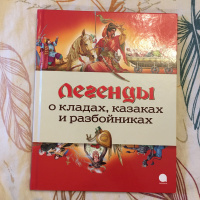 Легенды
о кладах, казаках
и разбойниках